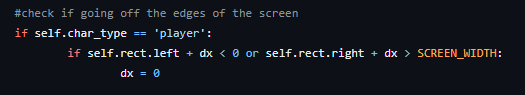 #check if going off the edges of the screen
if self.char_type == 'player':
        if self.rect.left + dx < 0 or self.rect.right + dx > SCREEN_WIDTH:
                dx = 0